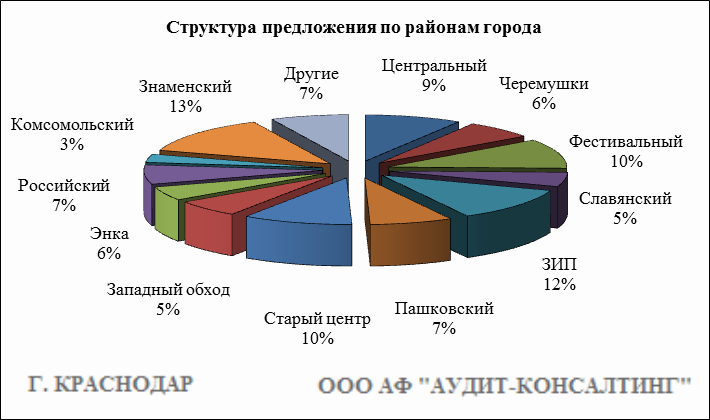 Структура предложения по районам города
Центральный
9%
Черемушки
6%
Фестивальный
10%
Славянский
5%
ЗИП
12%
Пашковский
7%
Старый центр
10%
Западный обход
5%
Энка
6%
Российский
7%
Комсомольский
3%
Знаменский
13%
Другие
7%
Г. КРАСНОДАР
ООО АФ "АУДИТ-КОНСАЛТИНГ"